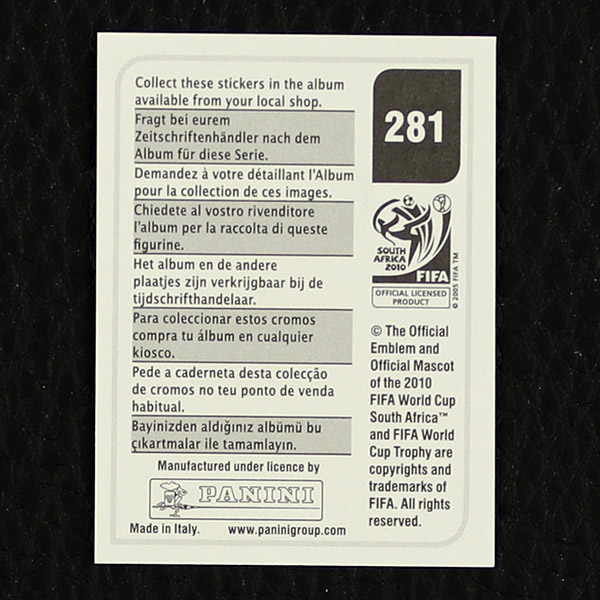 Collect these stickers in the album
available from your local shop.
Fragt bei eurem
Zeitschriftenhändler nach dem
Album für diese Serie.
Demandez à votre détaillant l'Album
pour la collection de ces images.
Chiedete al vostro rivenditore
l'album per la raccolta di queste
figurine.
Het album en de andere
plaatjes zijn verkrijgbaar bij de
tijdschrifthandelaar.
Para coleccionar estos cromos
compra tu álbum en cualquier
kiosco.
Pede a caderneta desta colecção
de cromos no teu ponto de venda
habitual.
Bayinizden aldığınız albümü bu
çıkartmalar ile tamamlayın.
Manufactured under licence by
PANINI
Made in Italy. www.paninigroup.com
281
SOUTH
AFRICA
2010
FIFA
OFFICIAL LICENSED
PRODUCT
© 2005 FIFA TM
© The Official
Emblem and
Official Mascot
of the 2010
FIFA World Cup
South Africa™
and FIFA World
Cup Trophy are
copyrights and
trademarks of
FIFA. All rights
reserved.